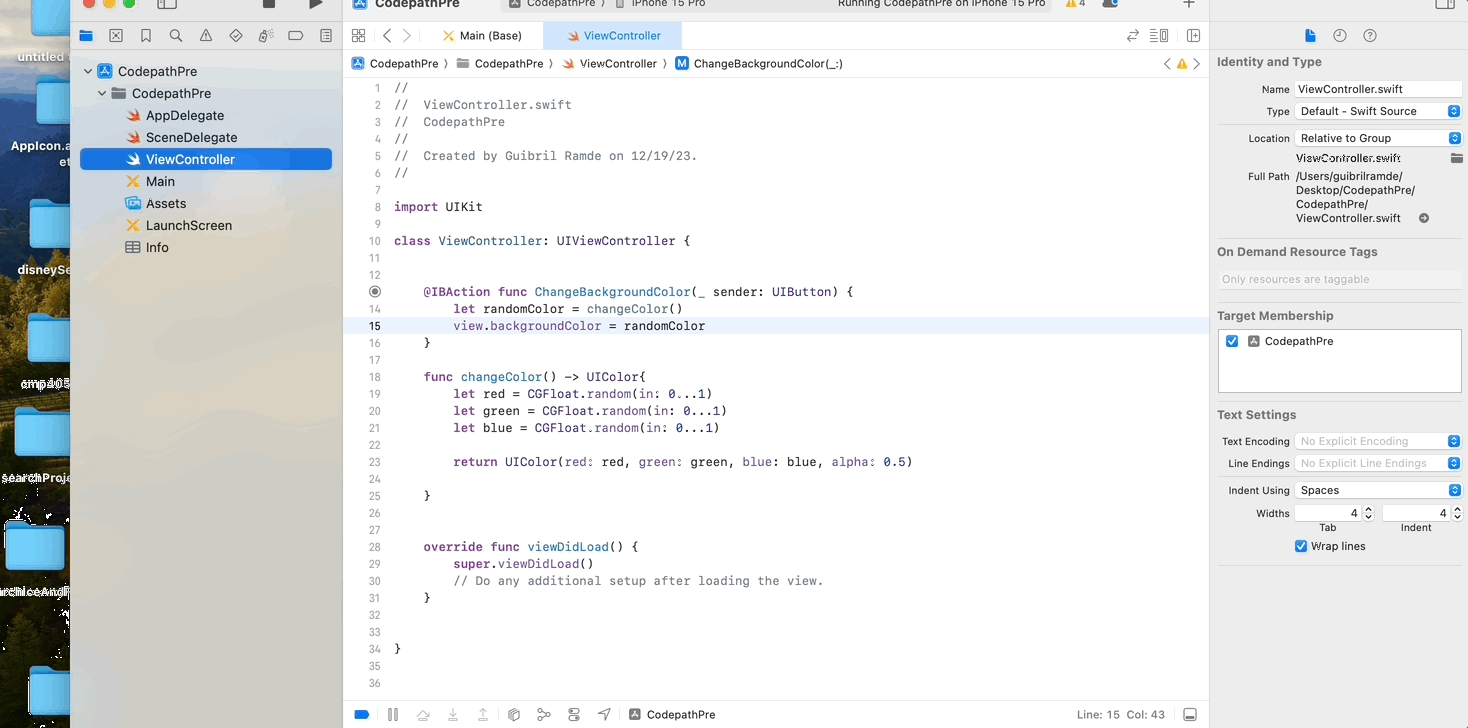 CodepathPre
CodepathPre 〉 iPhone 15 Pro
Running CodepathPre on iPhone 15 Pro
4
Main (Base)
ViewController
CodepathPre 〉 CodepathPre 〉 ViewController 〉 M ChangeBackgroundColor(_:)
untitled
AppIcon.a
et
disneySe
cmp405
searchProj
CodepathPre
CodepathPre
AppDelegate
SceneDelegate
ViewController
Main
Assets
LaunchScreen
Info
1 //
2 //  ViewController.swift
3 //  CodepathPre
4 //
5 //  Created by Guibril Ramde on 12/19/23.
6 //
7
8 import UIKit
9
10 class ViewController: UIViewController {
11
12
@IBAction func ChangeBackgroundColor(_ sender: UIButton) {
14 let randomColor = changeColor()
15 view.backgroundColor = randomColor
16 }
17
18 func changeColor() -> UIColor{
19 let red = CGFloat.random(in: 0...1)
20 let green = CGFloat.random(in: 0...1)
21 let blue = CGFloat.random(in: 0...1)
22
23 return UIColor(red: red, green: green, blue: blue, alpha: 0.5)
24
25 }
26
27
28 override func viewDidLoad() {
29 super.viewDidLoad()
30 // Do any additional setup after loading the view.
31 }
32
33
34 }
35
36
CodepathPre
Line: 15 Col: 43
Identity and Type
Name ViewController.swift
Type Default - Swift Source
Location Relative to Group
ViewController.swift
Full Path /Users/guibrilramde/
Desktop/CodepathPre/
CodepathPre/
ViewController.swift
On Demand Resource Tags
Only resources are taggable
Target Membership
CodepathPre
Text Settings
Text Encoding No Explicit Encoding
Line Endings No Explicit Line Endings
Indent Using Spaces
Widths 4 4
Tab Indent
Wrap lines